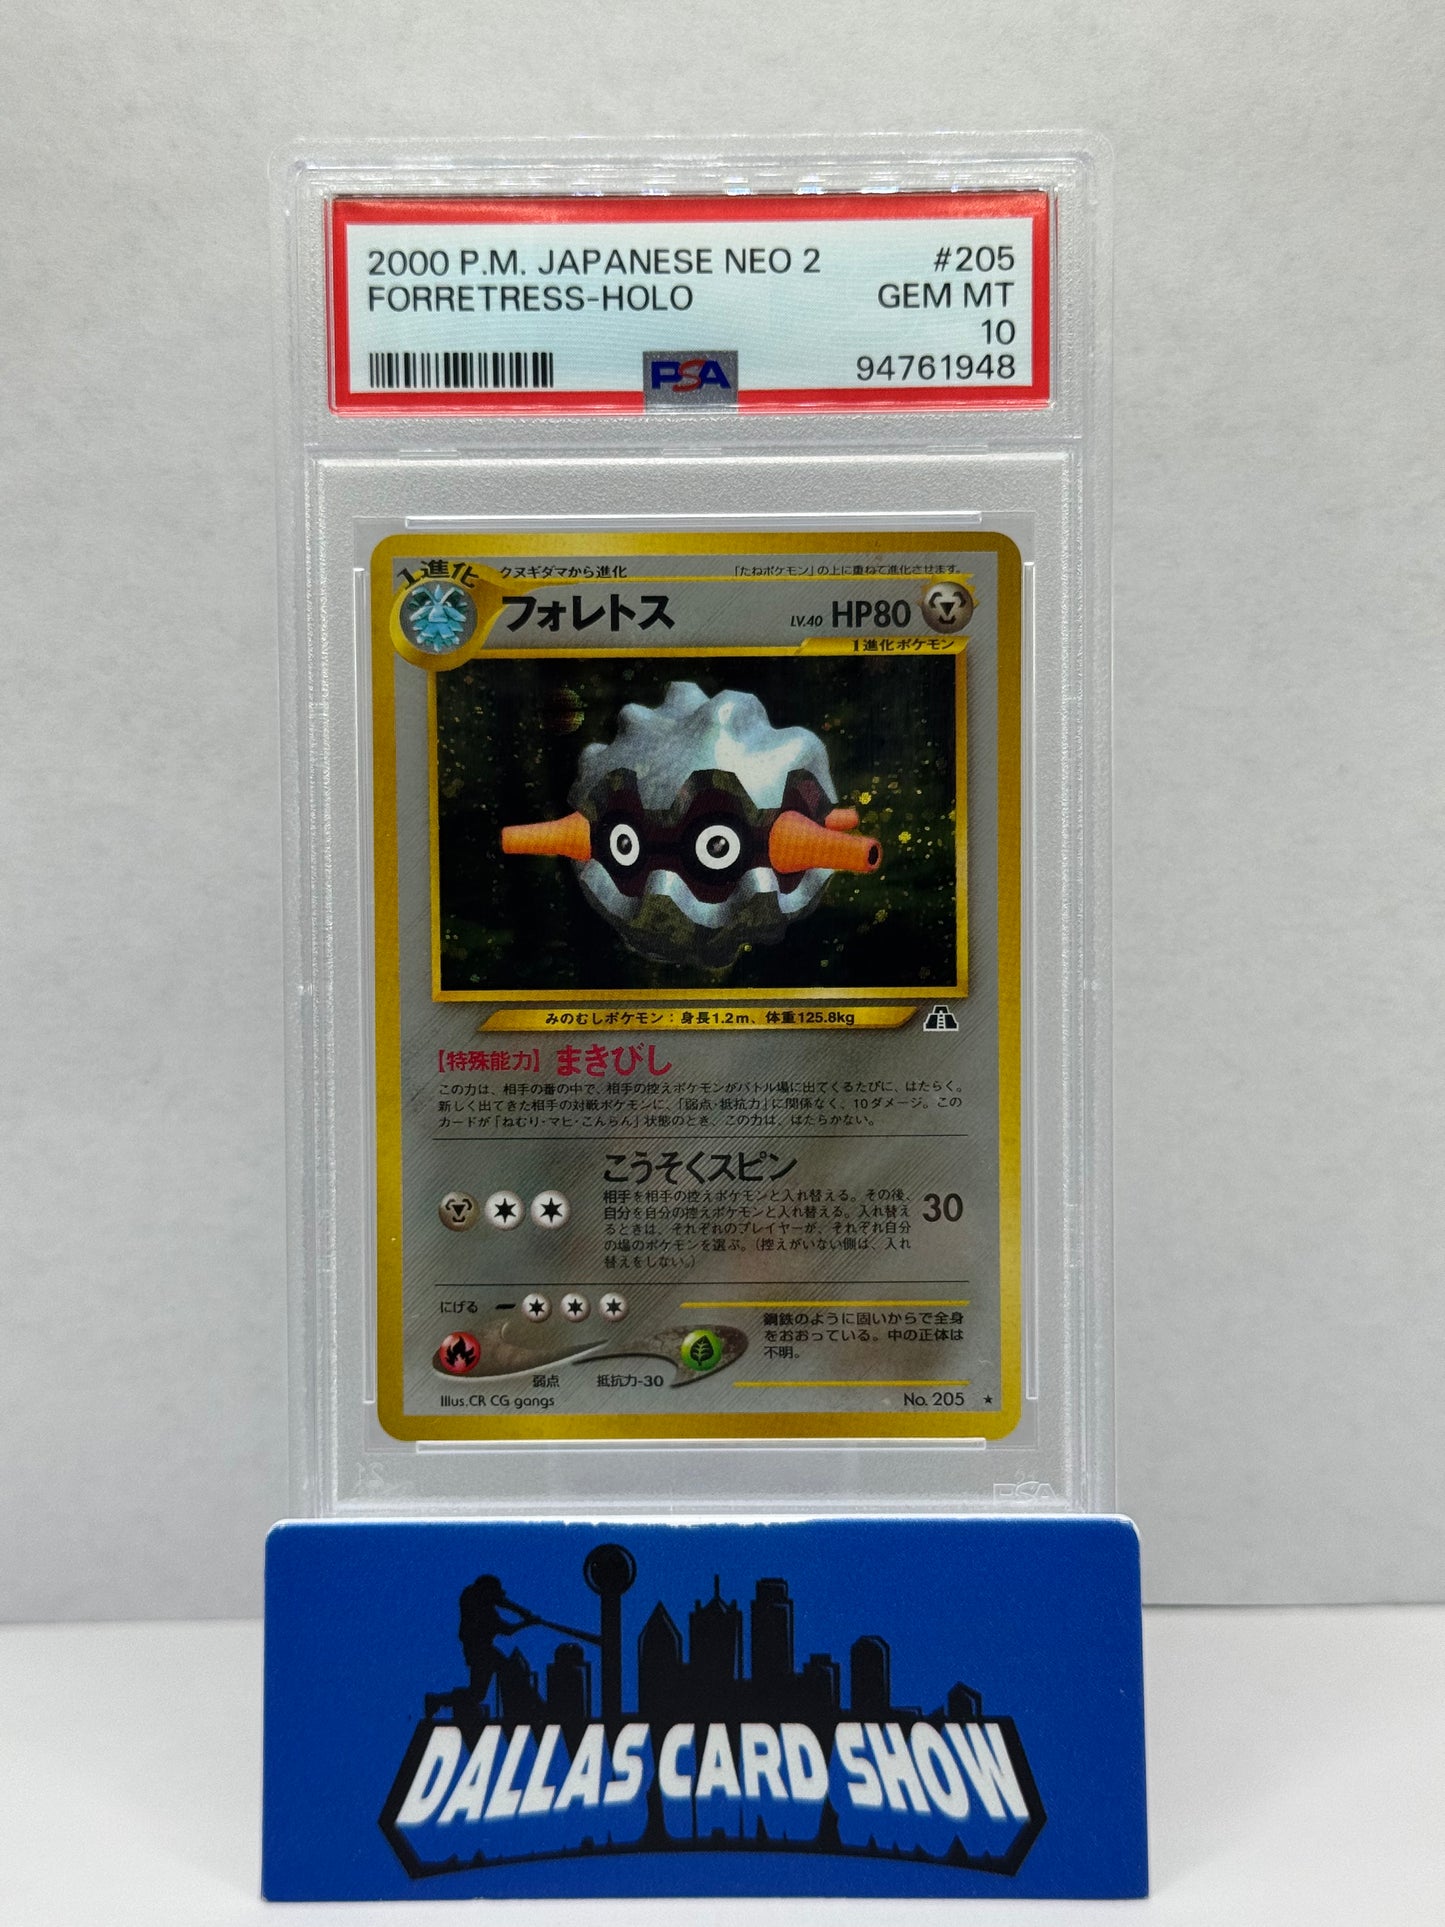 2000 P.M. JAPANESE NEO 2 #205
FORRETRESS-HOLO GEM MT
10
PSA 94761948
1進化 クヌギダマから進化 「たねポケモン」の上に重ねて進化させます。
フォレトス LV.40 HP80
1進化ポケモン
みのむしポケモン：身長1.2m、体重125.8kg
【特殊能力】まきびし
この力は、相手の番の中で、相手の控えポケモンがバトル場に出てくるたびに、はたらく。
新しく出てきた相手の対戦ポケモンに、「弱点・抵抗力」に関係なく、10ダメージ。この
カードが「ねむり・マヒ・こんらん」状態のとき、この力は、はたらかない。
こうそくスピン
相手を相手の控えポケモンと入れ替える。その後、
自分を自分の控えポケモンと入れ替える。入れ替え 30
るときは、それぞれのプレイヤーが、それぞれ自分
の場のポケモンを選ぶ。（控えがいない側は、入れ
替えをしない。）
にげる
鋼鉄のように固いからで全身
をおおっている。中の正体は
不明。
弱点 抵抗力-30
Illus.CR CG gangs No. 205 ★
PSA
DALLAS CARD SHOW